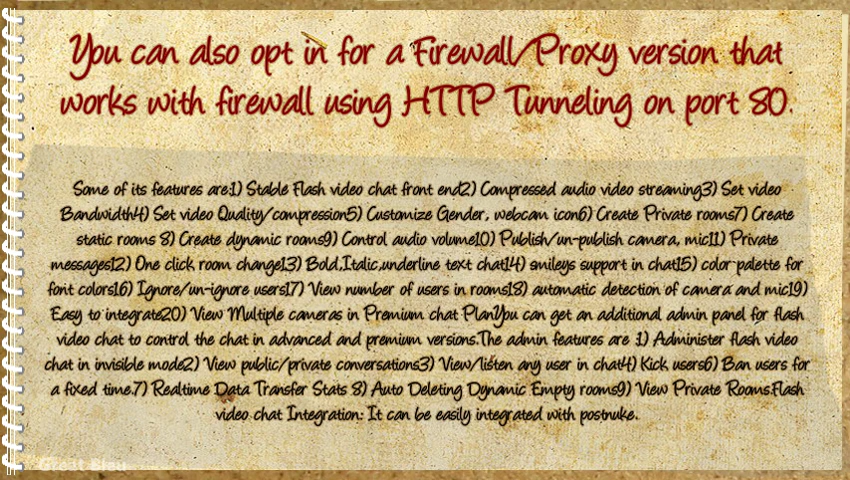 You can also opt in for a Firewall/Proxy version that
works with firewall using HTTP Tunneling on port 80.
Some of its features are:1) Stable Flash video chat front end2) Compressed audio video streaming3) Set video
Bandwidth4) Set video Quality/compression5) Customize Gender, webcam icon6) Create Private rooms7) Create
static rooms 8) Create dynamic rooms9) Control audio volume10) Publish/un-publish camera, mic11) Private
messages12) One click room change13) Bold,Italic,underline text chat14) smileys support in chat15) color palette for
font colors16) Ignore/un-ignore users17) View number of users in rooms18) automatic detection of camera and mic19)
Easy to integrate20) View Multiple cameras in Premium chat PlanYou can get an additional admin panel for flash
video chat to control the chat in advanced and premium versions.The admin features are :1) Administer flash video
chat in invisible mode2) View public/private conversations3) View/listen any user in chat4) Kick users6) Ban users for
a fixed time.7) Realtime Data Transfer Stats 8) Auto Deleting Dynamic Empty rooms9) View Private Rooms.Flash
video chat Integration: It can be easily integrated with postnuke.